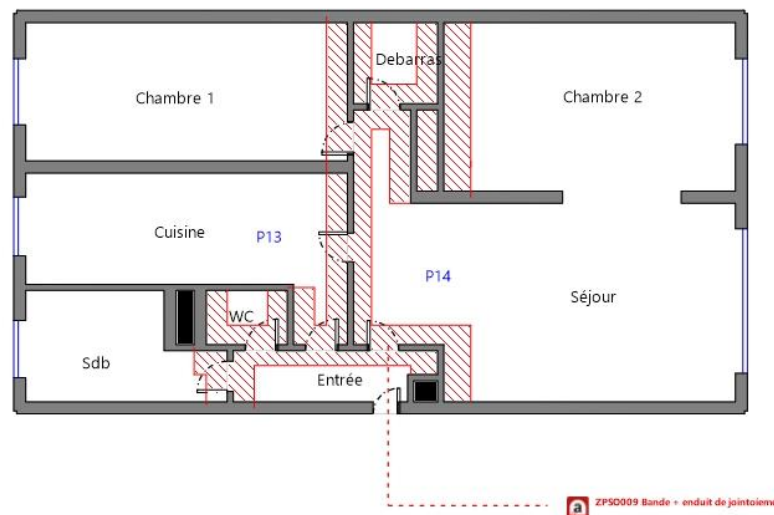 Debarras
Chambre 1
Chambre 2
Cuisine
P13
P14
Séjour
WC
Sdb
Entrée
a ZPSO009 Bande + enduit de jointoieme